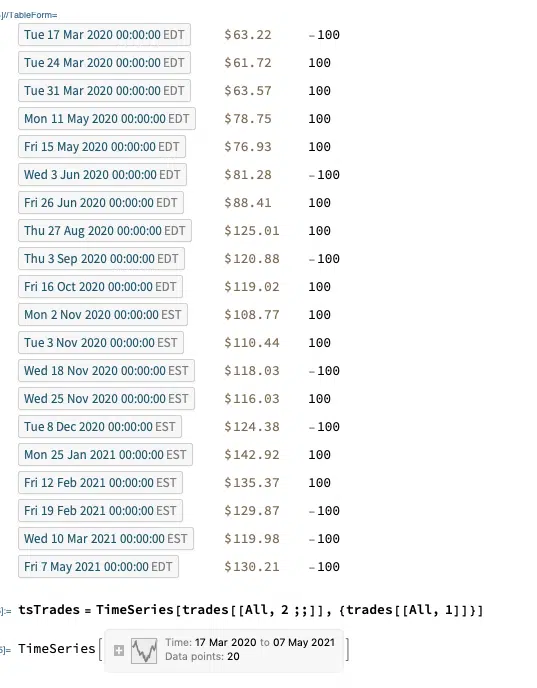 ]//TableForm=
Tue 17 Mar 2020 00:00:00 EDT $63.22 -100
Tue 24 Mar 2020 00:00:00 EDT $61.72 100
Tue 31 Mar 2020 00:00:00 EDT $63.57 100
Mon 11 May 2020 00:00:00 EDT $78.75 100
Fri 15 May 2020 00:00:00 EDT $76.93 100
Wed 3 Jun 2020 00:00:00 EDT $81.28 -100
Fri 26 Jun 2020 00:00:00 EDT $88.41 100
Thu 27 Aug 2020 00:00:00 EDT $125.01 100
Thu 3 Sep 2020 00:00:00 EDT $120.88 -100
Fri 16 Oct 2020 00:00:00 EDT $119.02 100
Mon 2 Nov 2020 00:00:00 EST $108.77 100
Tue 3 Nov 2020 00:00:00 EST $110.44 100
Wed 18 Nov 2020 00:00:00 EST $118.03 -100
Wed 25 Nov 2020 00:00:00 EST $116.03 100
Tue 8 Dec 2020 00:00:00 EST $124.38 -100
Mon 25 Jan 2021 00:00:00 EST $142.92 100
Fri 12 Feb 2021 00:00:00 EST $135.37 100
Fri 19 Feb 2021 00:00:00 EST $129.87 -100
Wed 10 Mar 2021 00:00:00 EST $119.98 -100
Fri 7 May 2021 00:00:00 EDT $130.21 -100
]:= tsTrades = TimeSeries[trades[[All, 2 ;;]], {trades[[All, 1]]}]
]= TimeSeries[ Time: 17 Mar 2020 to 07 May 2021
Data points: 20 ]